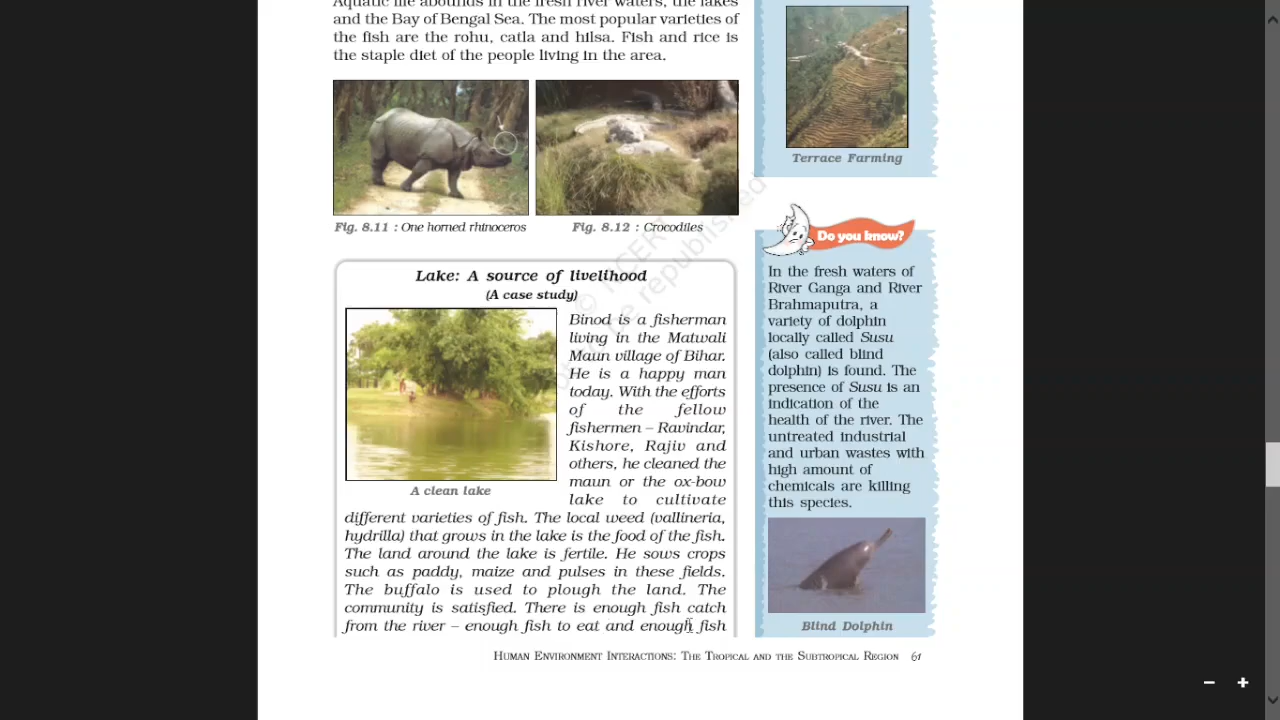 Aquatic life abounds in the fresh river waters, the lakes
and the Bay of Bengal Sea. The most popular varieties of
the fish are the rohu, catla and hilsa. Fish and rice is
the staple diet of the people living in the area.
Fig. 8.11 : One horned rhinoceros
Fig. 8.12 : Crocodiles
Lake: A source of livelihood
(A case study)
Binod is a fisherman
living in the Matwali
Maun village of Bihar.
He is a happy man
today. With the efforts
of the fellow
fishermen – Ravindar,
Kishore, Rajiv and
others, he cleaned the
maun or the ox-bow
lake to cultivate
A clean lake
different varieties of fish. The local weed (vallineria,
hydrilla) that grows in the lake is the food of the fish.
The land around the lake is fertile. He sows crops
such as paddy, maize and pulses in these fields.
The buffalo is used to plough the land. The
community is satisfied. There is enough fish catch
from the river – enough fish to eat and enough fish
Terrace Farming
Do you know?
In the fresh waters of
River Ganga and River
Brahmaputra, a
variety of dolphin
locally called Susu
(also called blind
dolphin) is found. The
presence of Susu is an
indication of the
health of the river. The
untreated industrial
and urban wastes with
high amount of
chemicals are killing
this species.
Blind Dolphin
HUMAN ENVIRONMENT INTERACTIONS: THE TROPICAL AND THE SUBTROPICAL REGION 61
© NCERT
be republished